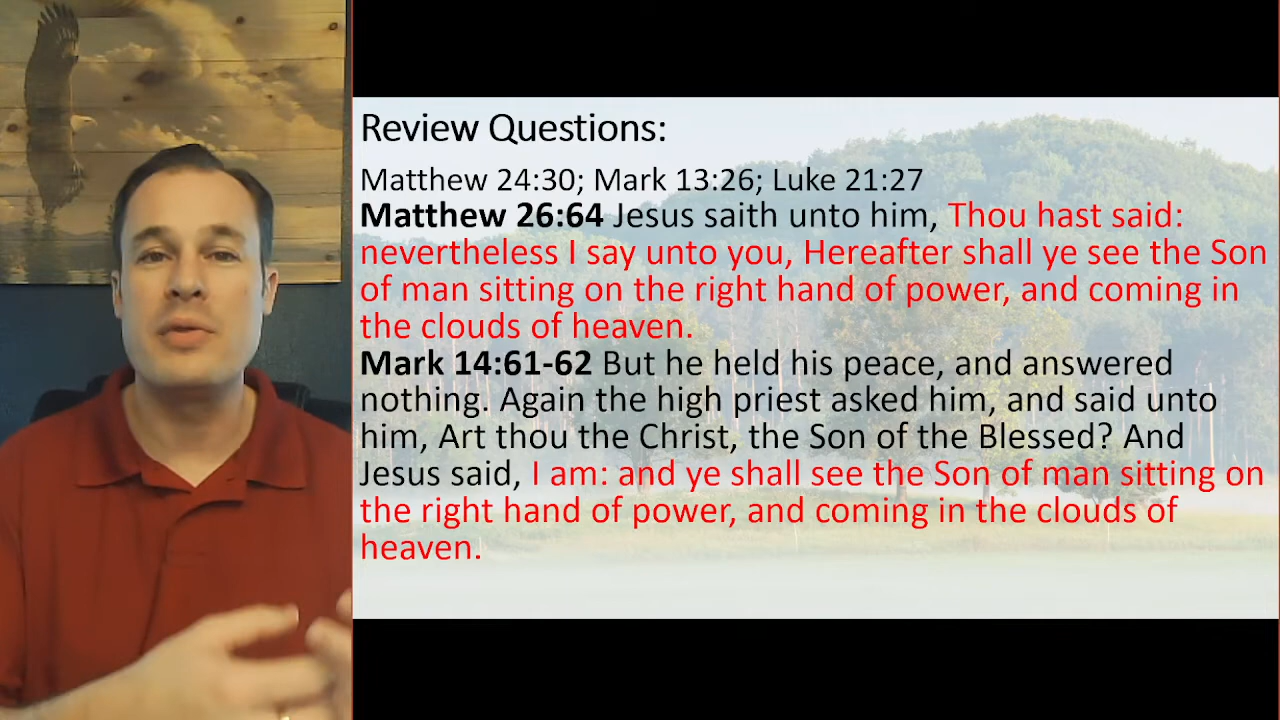 Review Questions:
Matthew 24:30; Mark 13:26; Luke 21:27
Matthew 26:64 Jesus saith unto him, Thou hast said:
nevertheless I say unto you, Hereafter shall ye see the Son
of man sitting on the right hand of power, and coming in
the clouds of heaven.
Mark 14:61-62 But he held his peace, and answered
nothing. Again the high priest asked him, and said unto
him, Art thou the Christ, the Son of the Blessed? And
Jesus said, I am: and ye shall see the Son of man sitting on
the right hand of power, and coming in the clouds of
heaven.